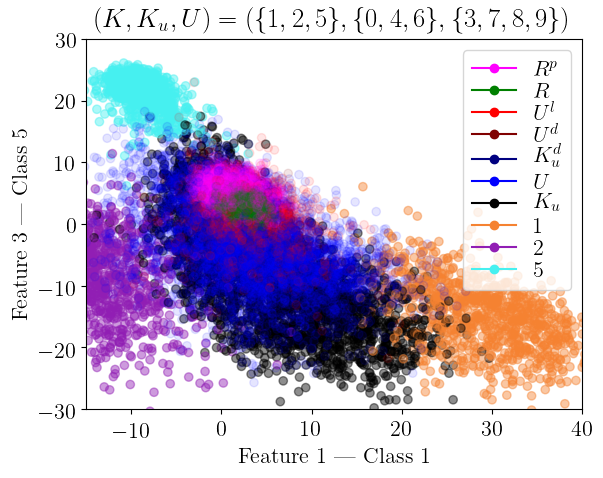 (K, K_u, U) = ({1, 2, 5}, {0, 4, 6}, {3, 7, 8, 9})
30
20
10
0
−10
−20
−30
Feature 3 — Class 5
R^p
R
U^l
U^d
K_u^d
U
K_u
1
2
5
−10
0
10
20
30
40
Feature 1 — Class 1